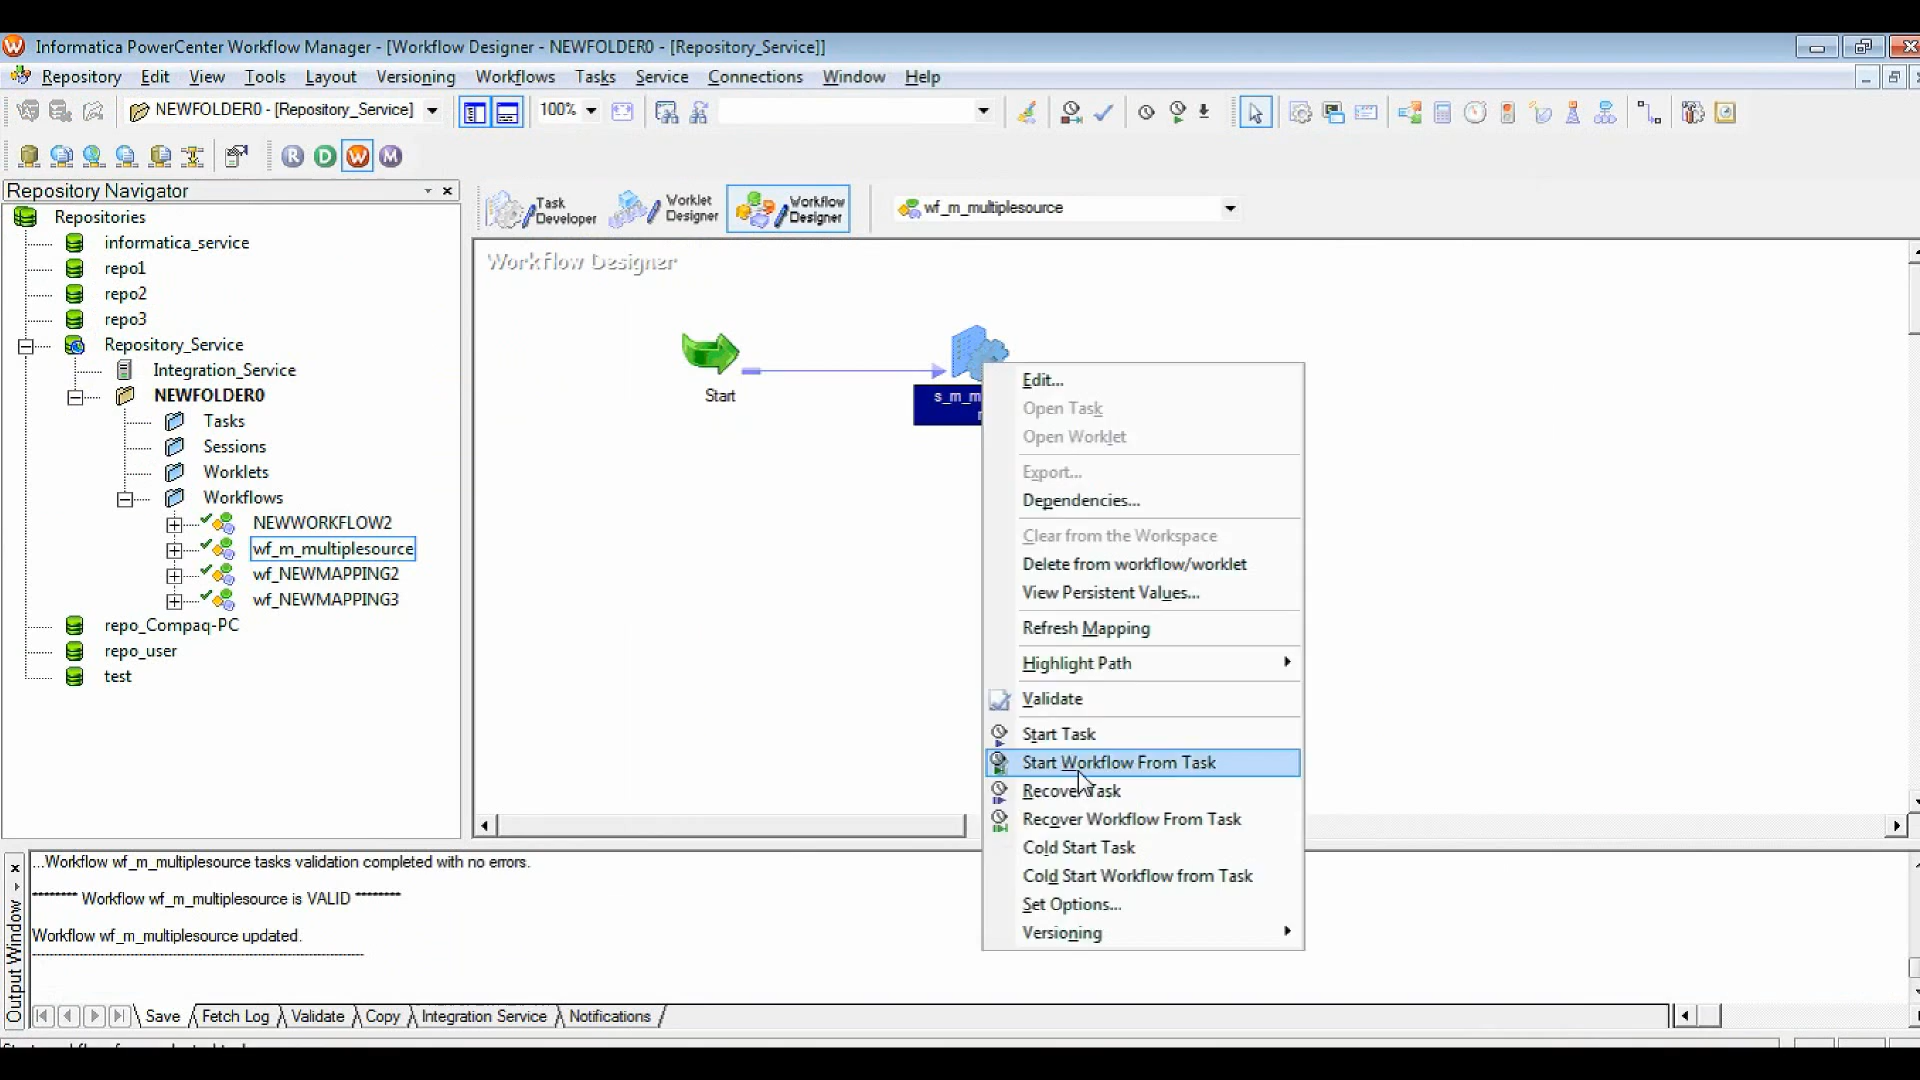 Informatica PowerCenter Workflow Manager - [Workflow Designer - NEWFOLDER0 - [Repository_Service]]
Repository Edit View Tools Layout Versioning Workflows Tasks Service Connections Window Help
NEWFOLDER0 - [Repository_Service] 100%
R D W M
Repository Navigator
Repositories
informatica_service
repo1
repo2
repo3
Repository_Service
Integration_Service
NEWFOLDER0
Tasks
Sessions
Worklets
Workflows
NEWWORKFLOW2
wf_m_multiplesource
wf_NEWMAPPING2
wf_NEWMAPPING3
repo_Compaq-PC
repo_user
test
Task Developer
Worklet Designer
Workflow Designer
wf_m_multiplesource
Workflow Designer
Start
s_m_m
Edit...
Open Task
Open Worklet
Export...
Dependencies...
Clear from the Workspace
Delete from workflow/worklet
View Persistent Values...
Refresh Mapping
Highlight Path
Validate
Start Task
Start Workflow From Task
Recover Task
Recover Workflow From Task
Cold Start Task
Cold Start Workflow from Task
Set Options...
Versioning
Output Window
...Workflow wf_m_multiplesource tasks validation completed with no errors.
******** Workflow wf_m_multiplesource is VALID ********
Workflow wf_m_multiplesource updated.
Save Fetch Log Validate Copy Integration Service Notifications